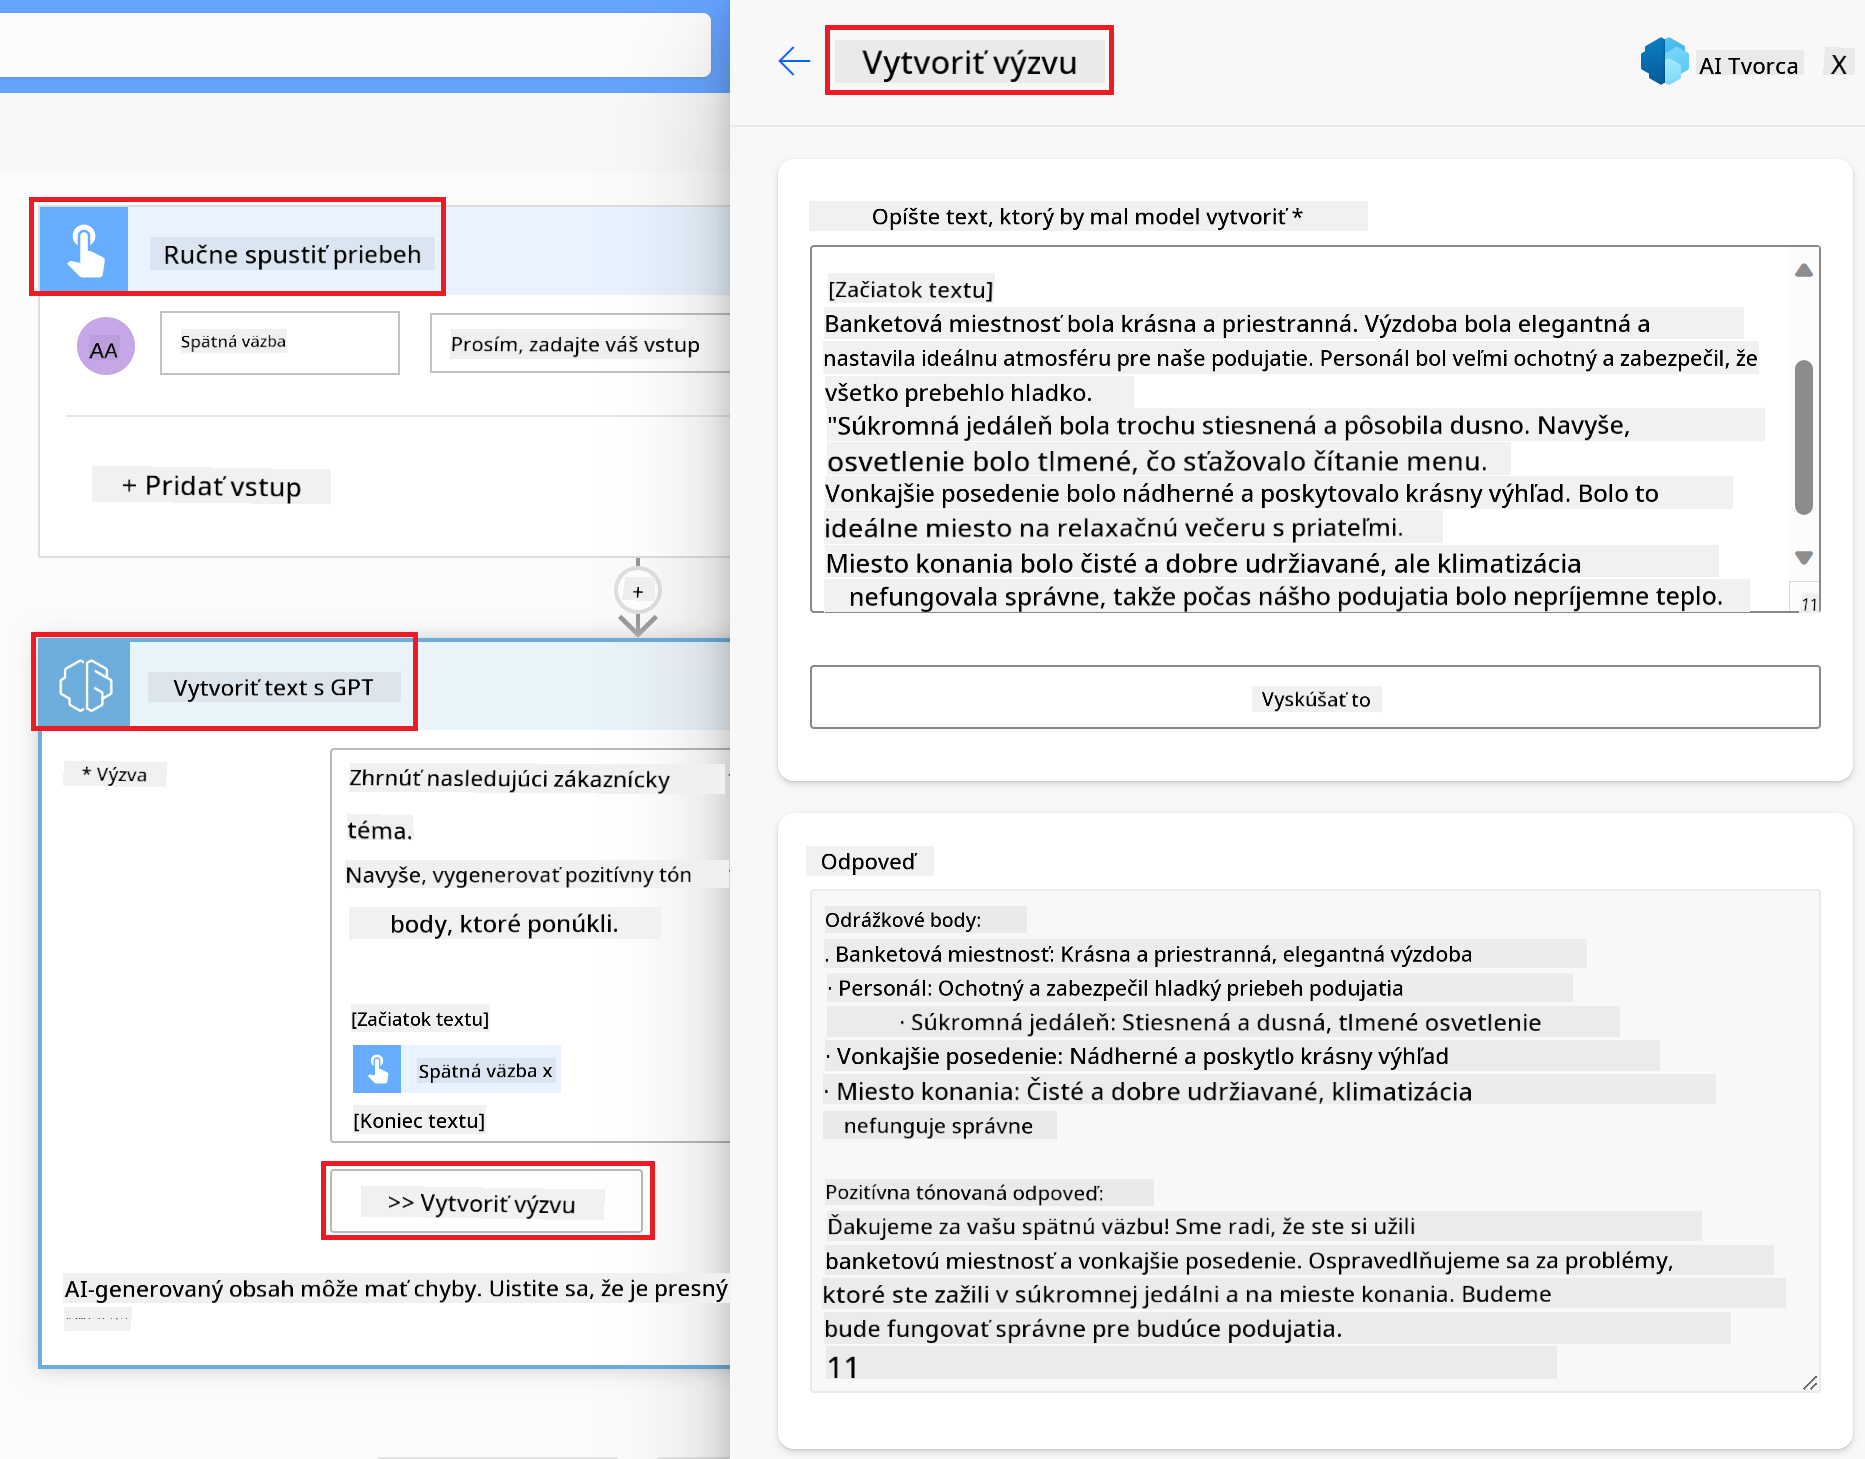 Ručne spustiť priebeh
AA
Spätná väzba
Prosím, zadajte váš vstup
+ Pridať vstup
+
Vytvoriť text s GPT
* Výzva
Zhrnúť nasledujúci zákaznícky
téma.
Navyše, vygenerovať pozitívny tón
body, ktoré ponúkli.
[Začiatok textu]
Spätná väzba x
[Koniec textu]
>> Vytvoriť výzvu
AI-generovaný obsah môže mať chyby. Uistite sa, že je presný
Vytvoriť výzvu
AI Tvorca
X
Opíšte text, ktorý by mal model vytvoriť *
[Začiatok textu]
Banketová miestnosť bola krásna a priestranná. Výzdoba bola elegantná a
nastavila ideálnu atmosféru pre naše podujatie. Personál bol veľmi ochotný a zabezpečil, že
všetko prebehlo hladko.
"Súkromná jedáleň bola trochu stiesnená a pôsobila dusno. Navyše,
osvetlenie bolo tlmené, čo sťažovalo čítanie menu.
Vonkajšie posedenie bolo nádherné a poskytovalo krásny výhľad. Bolo to
ideálne miesto na relaxačnú večeru s priateľmi.
Miesto konania bolo čisté a dobre udržiavané, ale klimatizácia
nefungovala správne, takže počas nášho podujatia bolo nepríjemne teplo.
11
Vyskúšať to
Odpoveď
Odrážkové body:
. Banketová miestnosť: Krásna a priestranná, elegantná výzdoba
· Personál: Ochotný a zabezpečil hladký priebeh podujatia
· Súkromná jedáleň: Stiesnená a dusná, tlmené osvetlenie
· Vonkajšie posedenie: Nádherné a poskytlo krásny výhľad
· Miesto konania: Čisté a dobre udržiavané, klimatizácia
nefunguje správne
Pozitívna tónovaná odpoveď:
Ďakujeme za vašu spätnú väzbu! Sme radi, že ste si užili
banketovú miestnosť a vonkajšie posedenie. Ospravedlňujeme sa za problémy,
ktoré ste zažili v súkromnej jedálni a na mieste konania. Budeme
bude fungovať správne pre budúce podujatia.
11